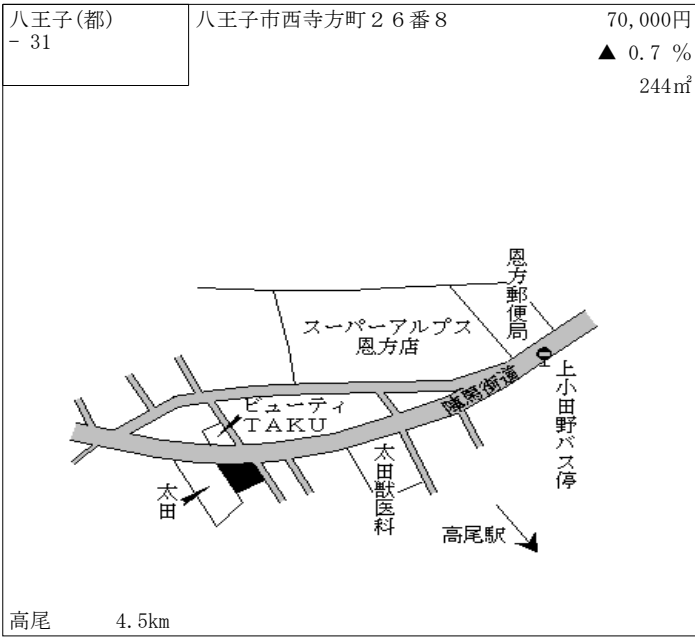 八王子(都)
- 31
八王子市西寺方町２６番８
70,000円
▲ 0.7 %
244㎡
恩方郵便局
スーパーアルプス
恩方店
陣馬街道
上小田野バス停
ビューティ
ＴＡＫＵ
太田
太田獣医科
高尾駅
高尾 4.5km